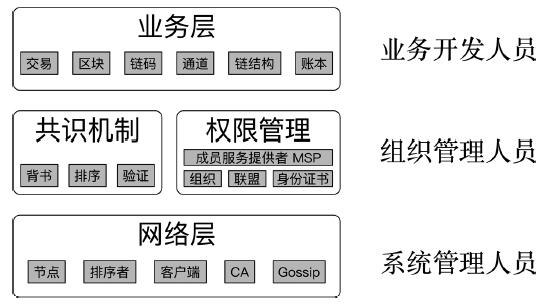 业务层
业务开发人员
交易 区块 链码 通道 链结构 账本
共识机制
权限管理
组织管理人员
成员服务提供者 MSP
背书 排序 验证
组织 联盟 身份证书
网络层
系统管理人员
节点 排序者 客户端 CA Gossip